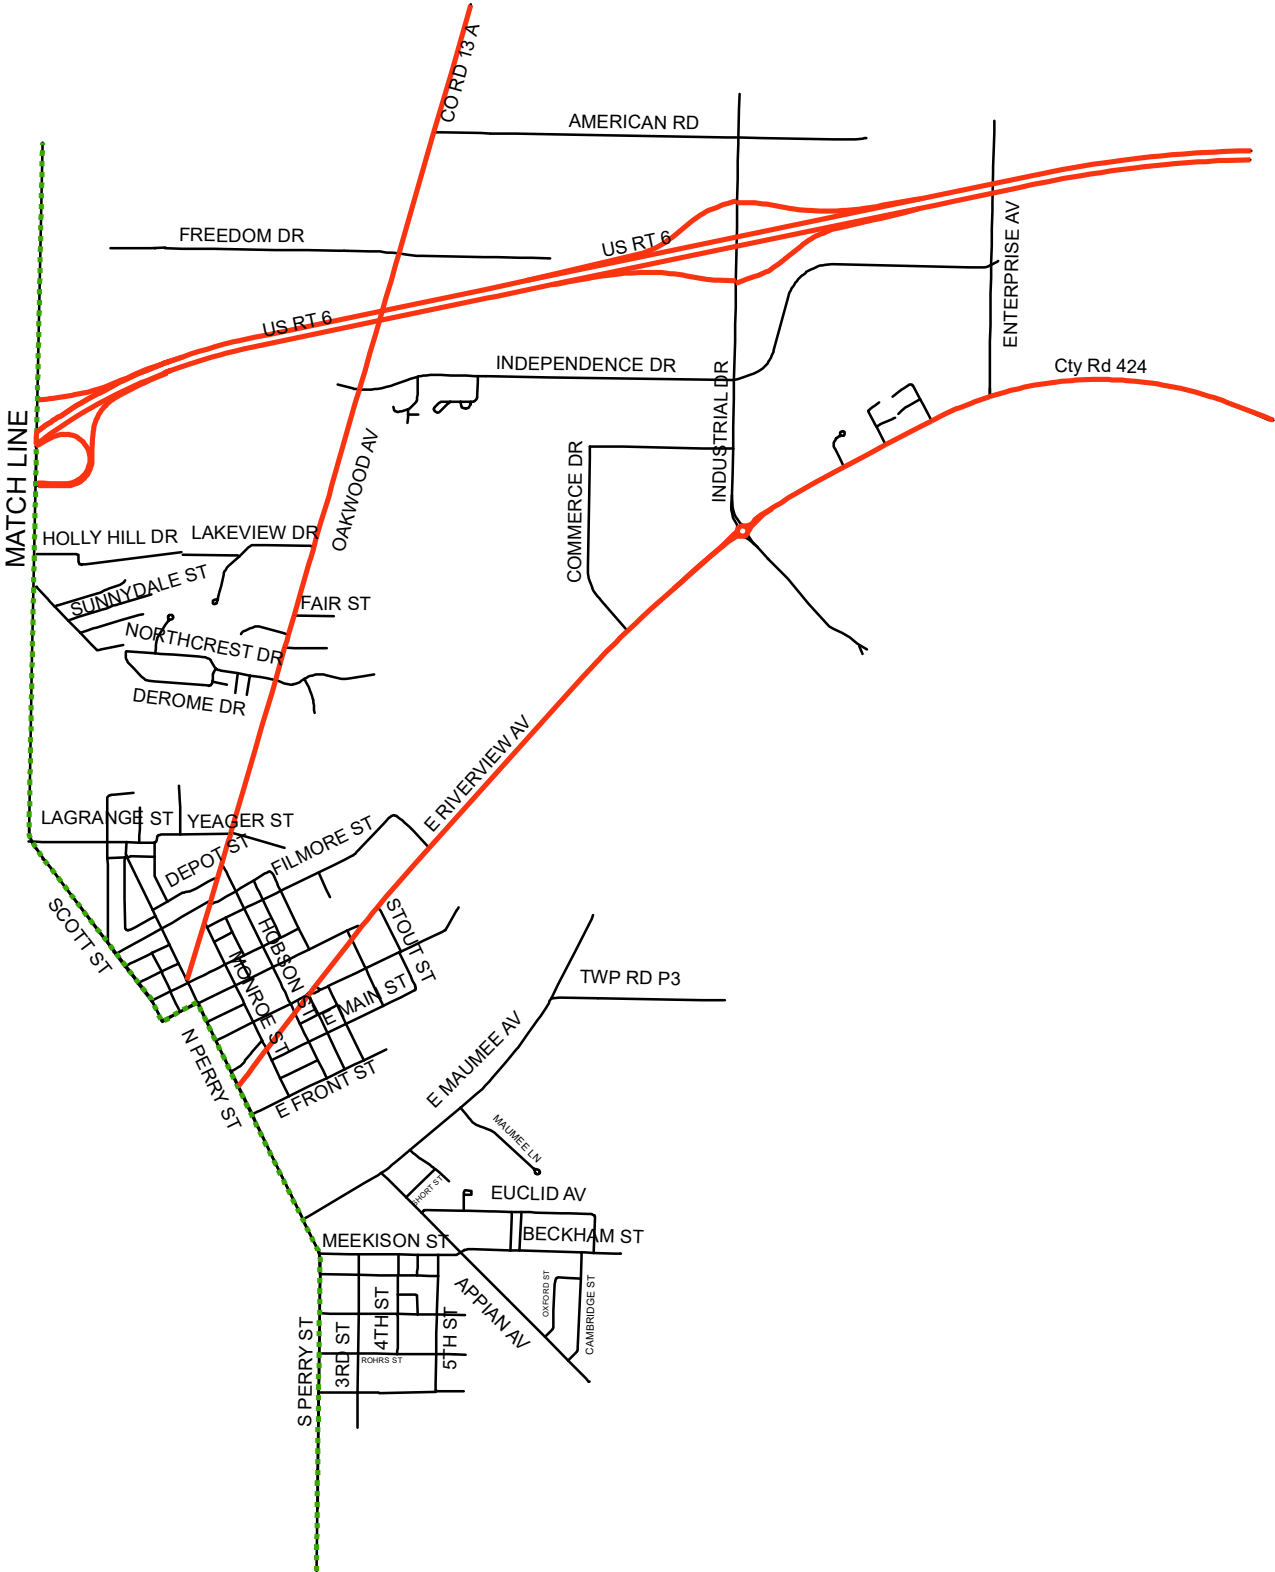 CO RD 13 A
AMERICAN RD
FREEDOM DR
US RT 6
US RT 6
ENTERPRISE AV
INDEPENDENCE DR
Cty Rd 424
INDUSTRIAL DR
MATCH LINE
OAKWOOD AV
COMMERCE DR
HOLLY HILL DR
LAKEVIEW DR
SUNNYDALE ST
FAIR ST
NORTHCREST DR
DEROME DR
E RIVERVIEW AV
LAGRANGE ST
YEAGER ST
DEPOT ST
FILMORE ST
SCOTT ST
STOUT ST
HOBSON ST
MONROE ST
E MAIN ST
TWP RD P3
N PERRY ST
E FRONT ST
E MAUMEE AV
MAUMEE LN
SHORT ST
EUCLID AV
MEEKISON ST
BECKHAM ST
APPIAN AV
OXFORD ST
CAMBRIDGE ST
4TH ST
S PERRY ST
3RD ST
5TH ST
ROHRS ST